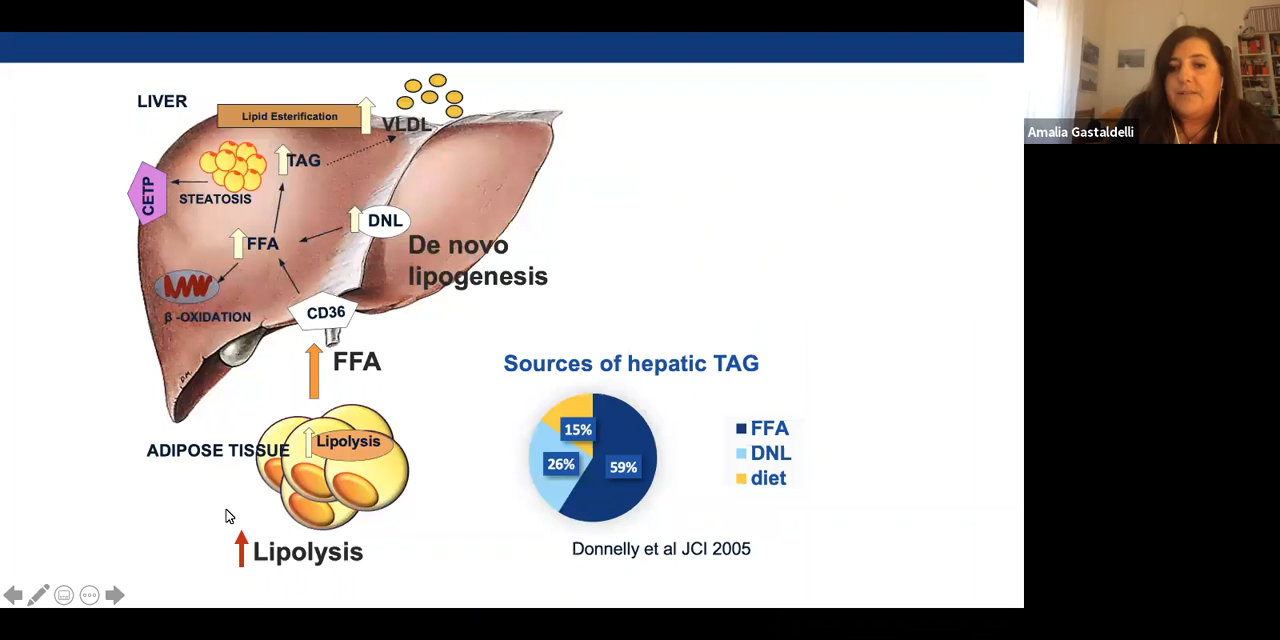 LIVER
Lipid Esterification
VLDL
TAG
CETP
STEATOSIS
DNL
FFA
De novo
lipogenesis
β -OXIDATION
CD36
FFA
ADIPOSE TISSUE
Lipolysis
Lipolysis
Sources of hepatic TAG
15%
26%
59%
FFA
DNL
diet
Donnelly et al JCI 2005
Amalia Gastaldelli